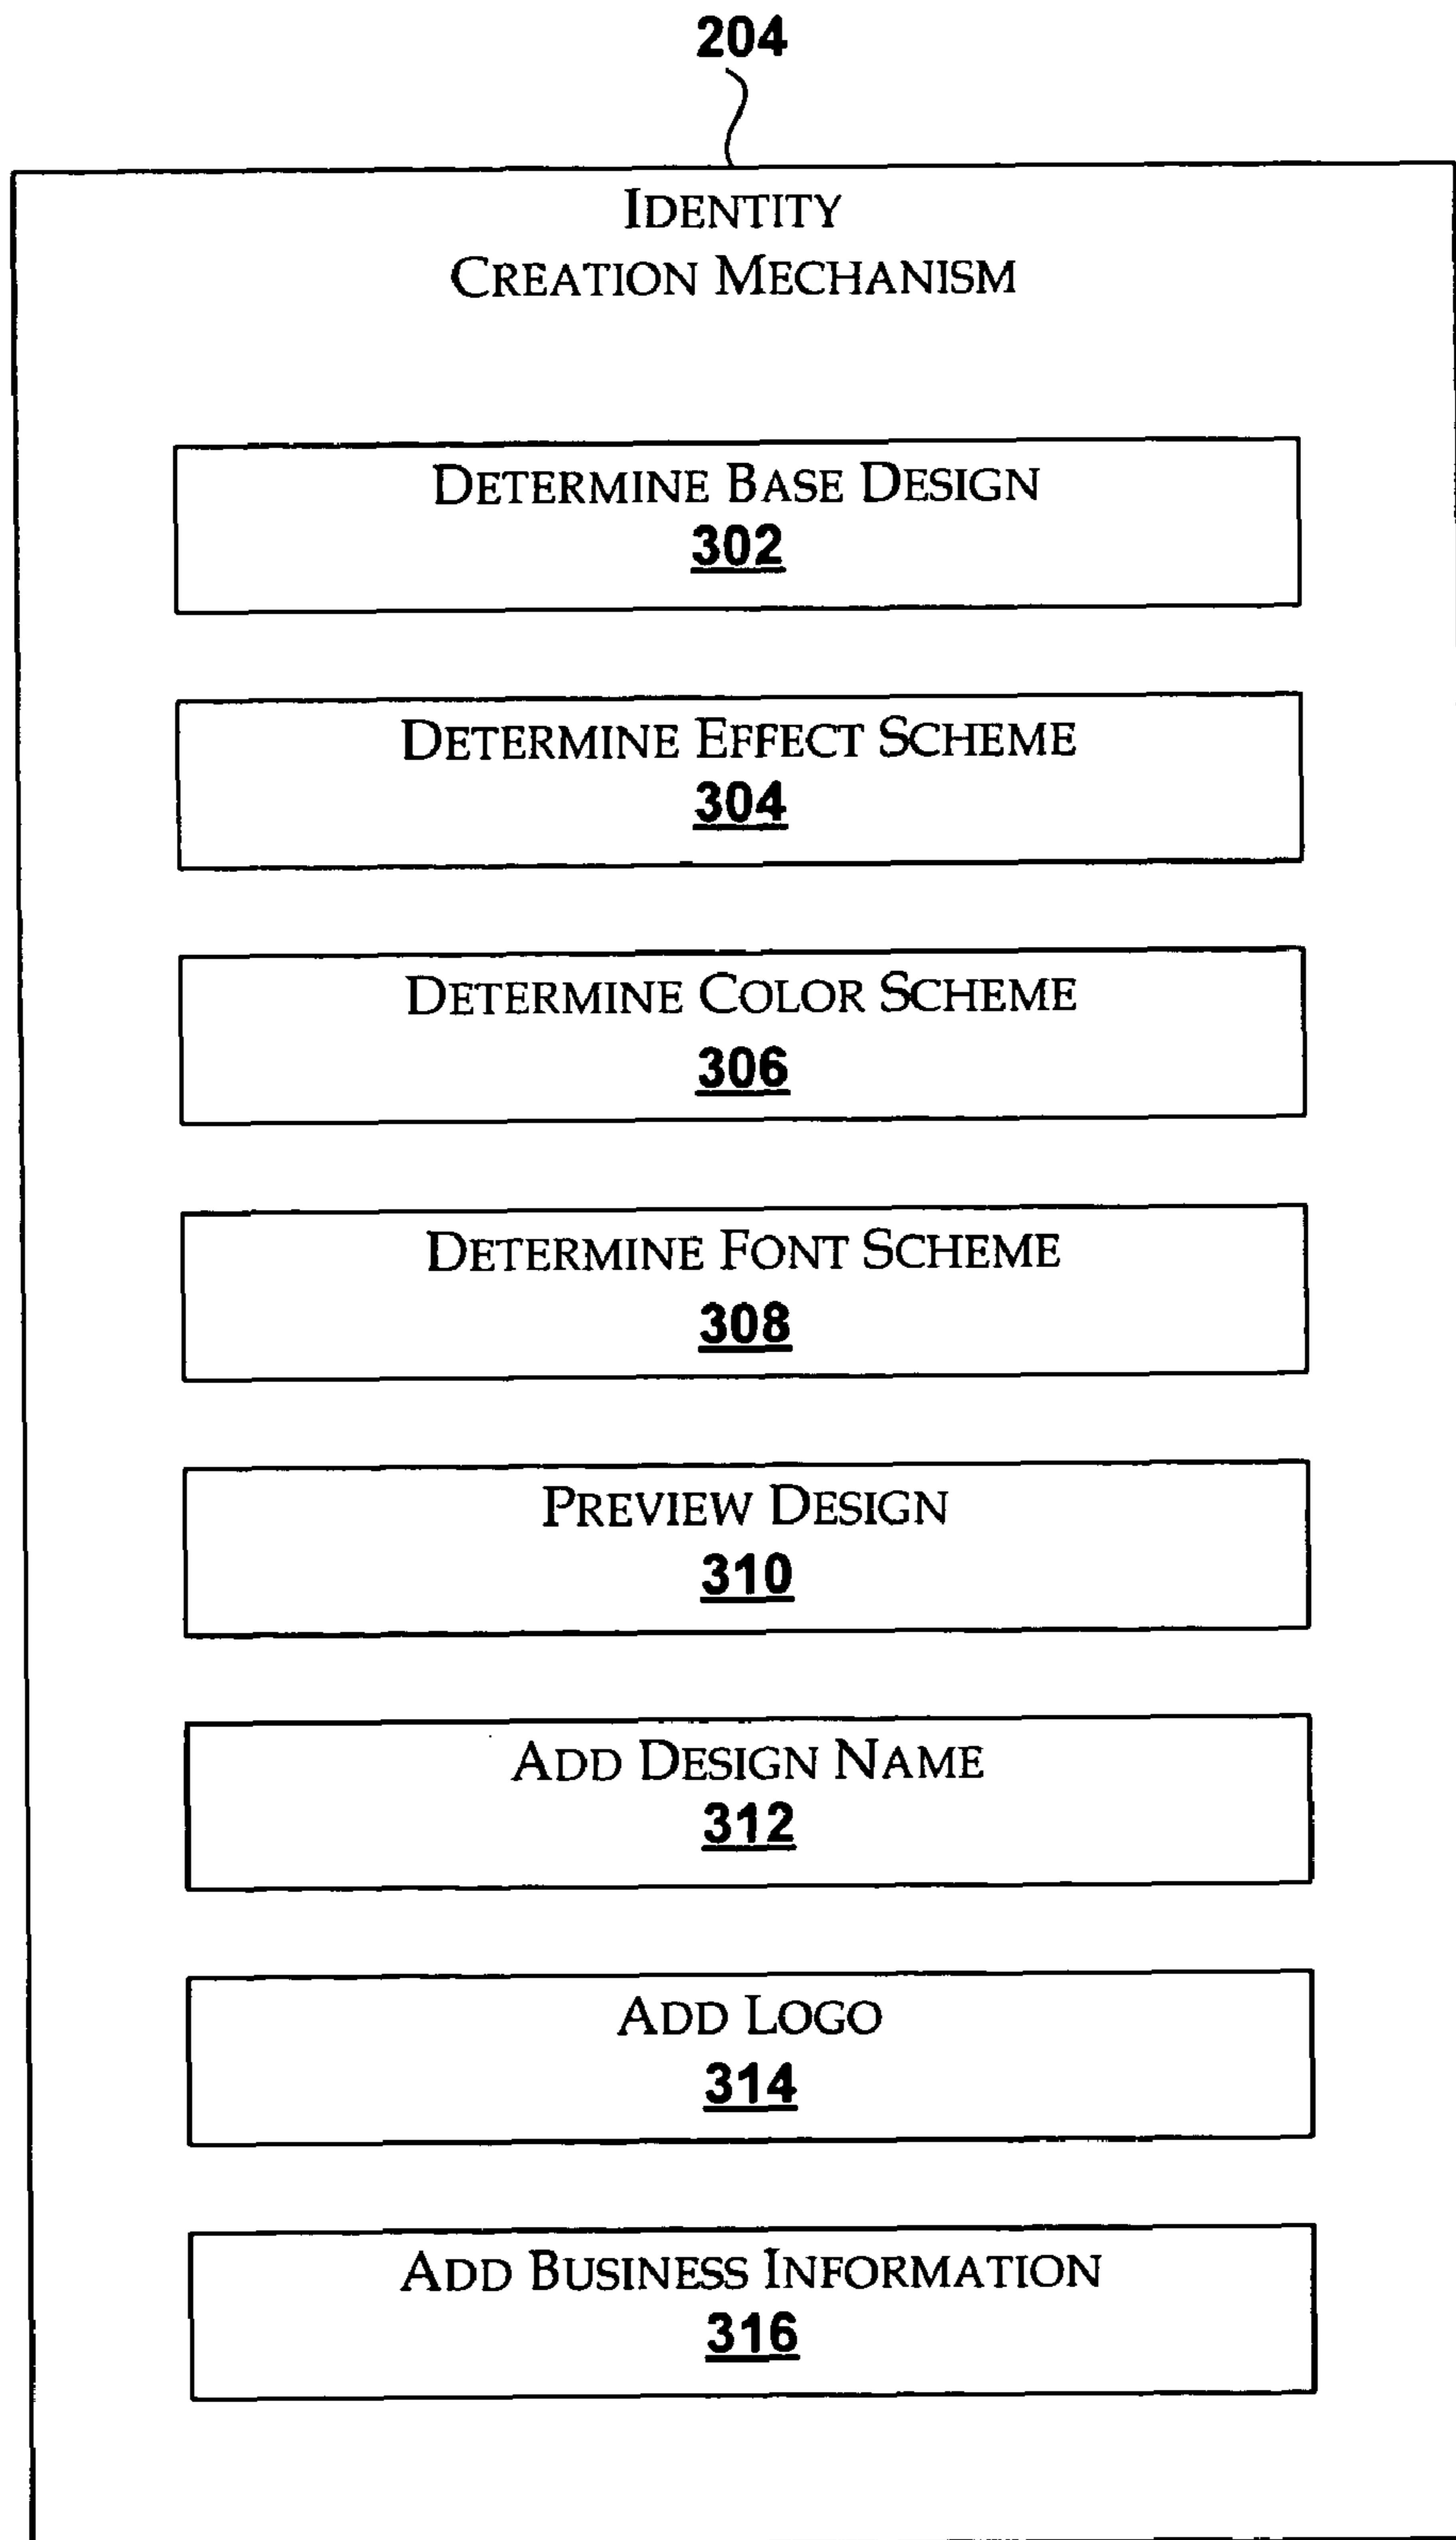 204
IDENTITY
CREATION MECHANISM
DETERMINE BASE DESIGN
302
DETERMINE EFFECT SCHEME
304
DETERMINE COLOR SCHEME
306
DETERMINE FONT SCHEME
308
PREVIEW DESIGN
310
ADD DESIGN NAME
312
ADD LOGO
314
ADD BUSINESS INFORMATION
316